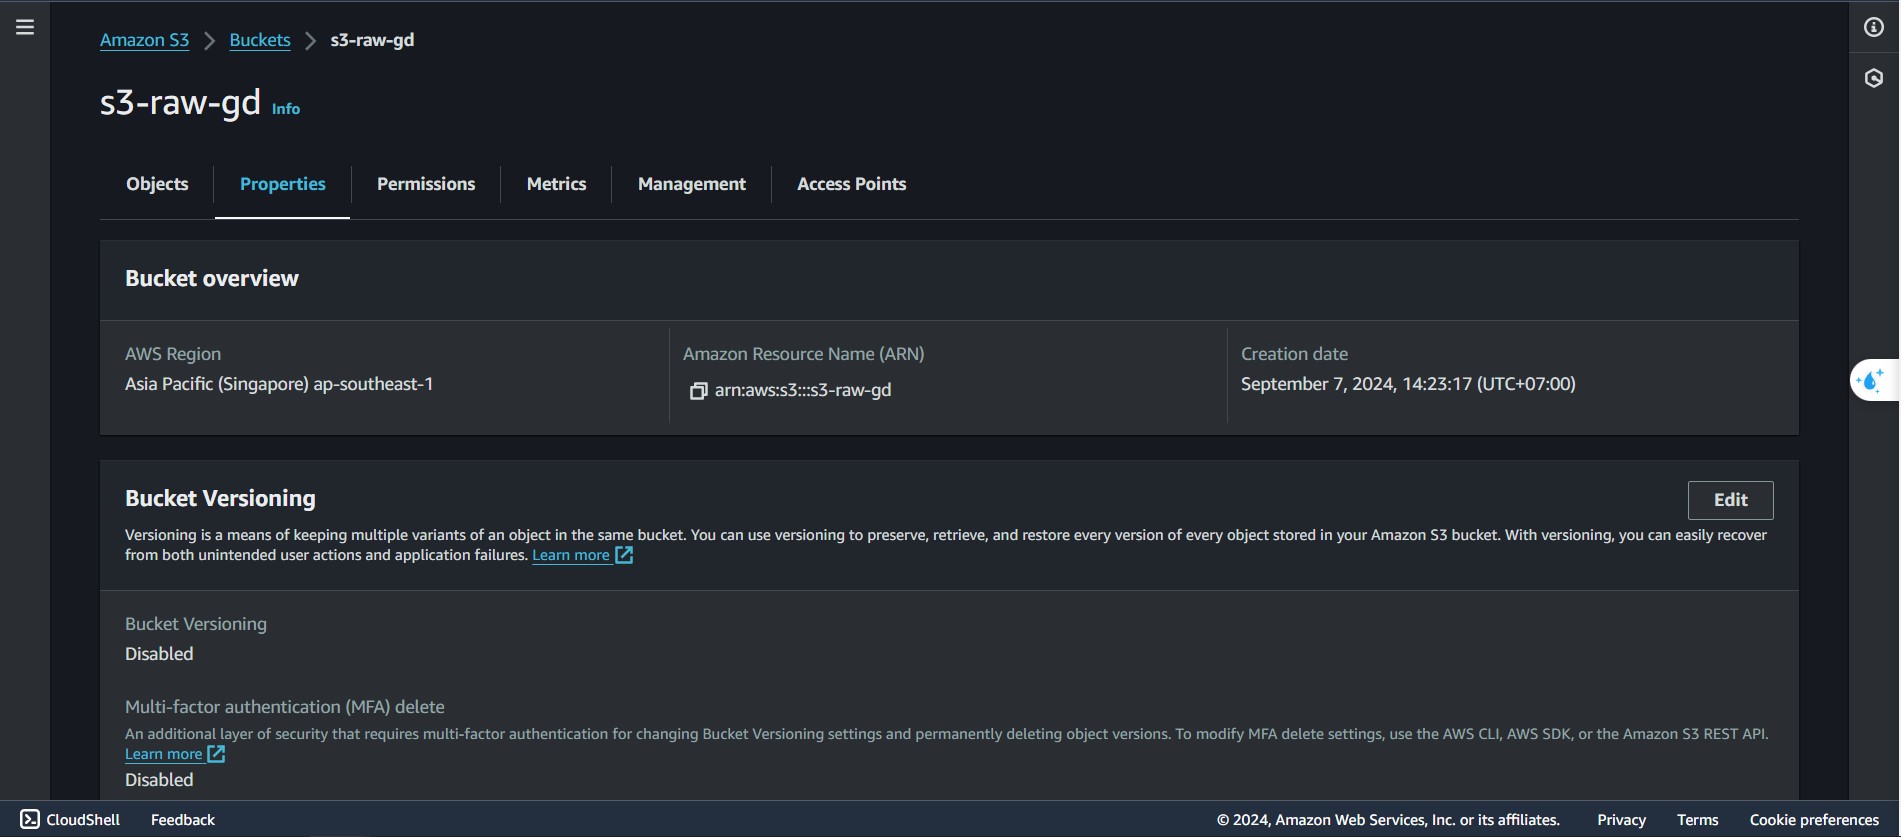 Amazon S3 > Buckets > s3-raw-gd
s3-raw-gd Info
Objects Properties Permissions Metrics Management Access Points
Bucket overview
AWS Region
Asia Pacific (Singapore) ap-southeast-1
Amazon Resource Name (ARN)
arn:aws:s3:::s3-raw-gd
Creation date
September 7, 2024, 14:23:17 (UTC+07:00)
Bucket Versioning
Edit
Versioning is a means of keeping multiple variants of an object in the same bucket. You can use versioning to preserve, retrieve, and restore every version of every object stored in your Amazon S3 bucket. With versioning, you can easily recover
from both unintended user actions and application failures. Learn more
Bucket Versioning
Disabled
Multi-factor authentication (MFA) delete
An additional layer of security that requires multi-factor authentication for changing Bucket Versioning settings and permanently deleting object versions. To modify MFA delete settings, use the AWS CLI, AWS SDK, or the Amazon S3 REST API.
Learn more
Disabled
CloudShell Feedback © 2024, Amazon Web Services, Inc. or its affiliates. Privacy Terms Cookie preferences